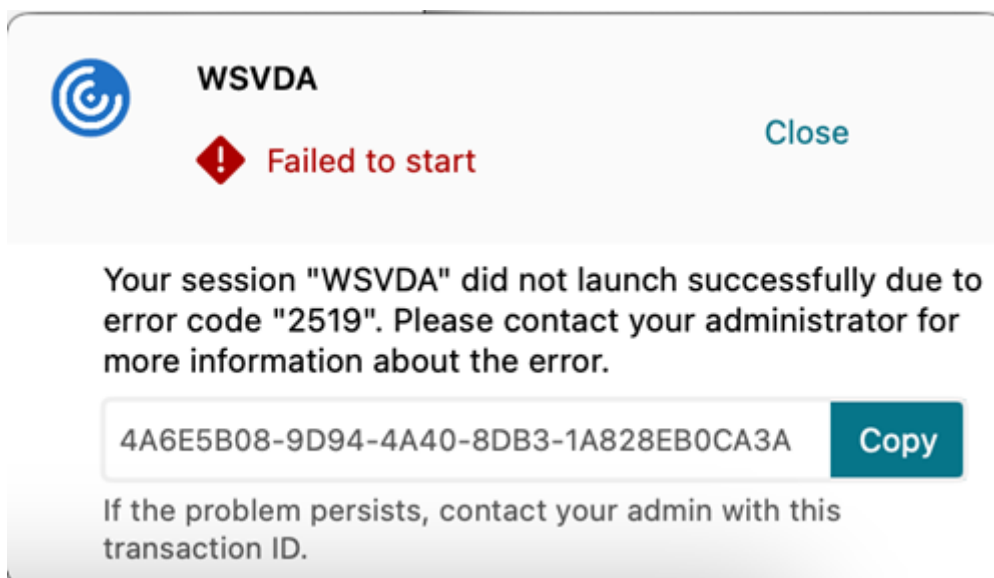 WSVDA
Failed to start
Close
Your session "WSVDA" did not launch successfully due to
error code "2519". Please contact your administrator for
more information about the error.
4A6E5B08-9D94-4A40-8DB3-1A828EB0CA3A
Copy
If the problem persists, contact your admin with this
transaction ID.